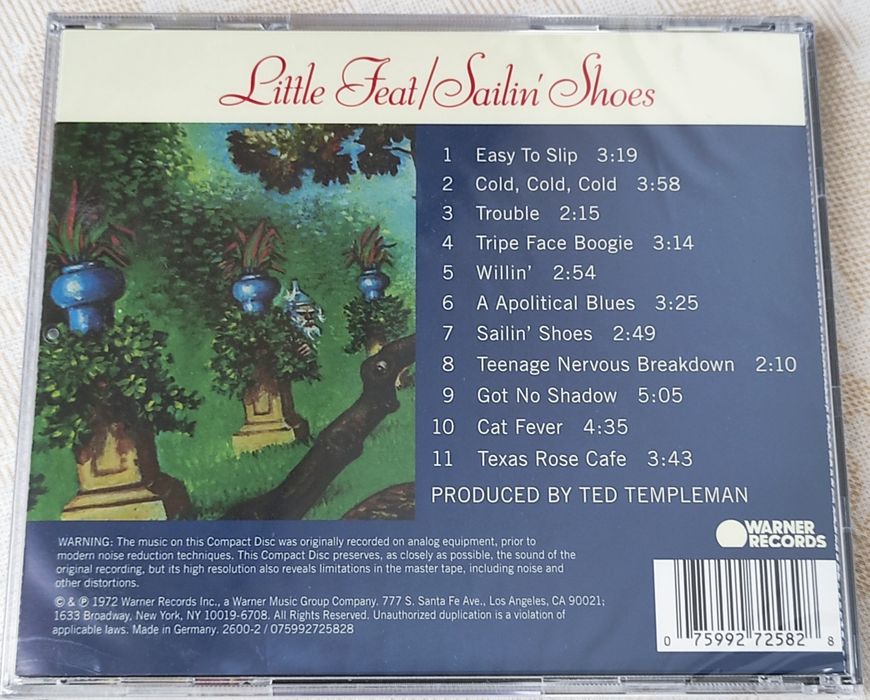 Little Feat/Sailin' Shoes
1 Easy To Slip 3:19
2 Cold, Cold, Cold 3:58
3 Trouble 2:15
4 Tripe Face Boogie 3:14
5 Willin' 2:54
6 A Apolitical Blues 3:25
7 Sailin' Shoes 2:49
8 Teenage Nervous Breakdown 2:10
9 Got No Shadow 5:05
10 Cat Fever 4:35
11 Texas Rose Cafe 3:43
PRODUCED BY TED TEMPLEMAN
WARNER
RECORDS
WARNING: The music on this Compact Disc was originally recorded on analog equipment, prior to
modern noise reduction techniques. This Compact Disc preserves, as closely as possible, the sound of the
original recording, but its high resolution also reveals limitations in the master tape, including noise and
other distortions.
© & ℗ 1972 Warner Records Inc., a Warner Music Group Company. 777 S. Santa Fe Ave., Los Angeles, CA 90021;
1633 Broadway, New York, NY 10019-6708. All Rights Reserved. Unauthorized duplication is a violation of
applicable laws. Made in Germany. 2600-2 / 075992725828
0 75992 72582 8